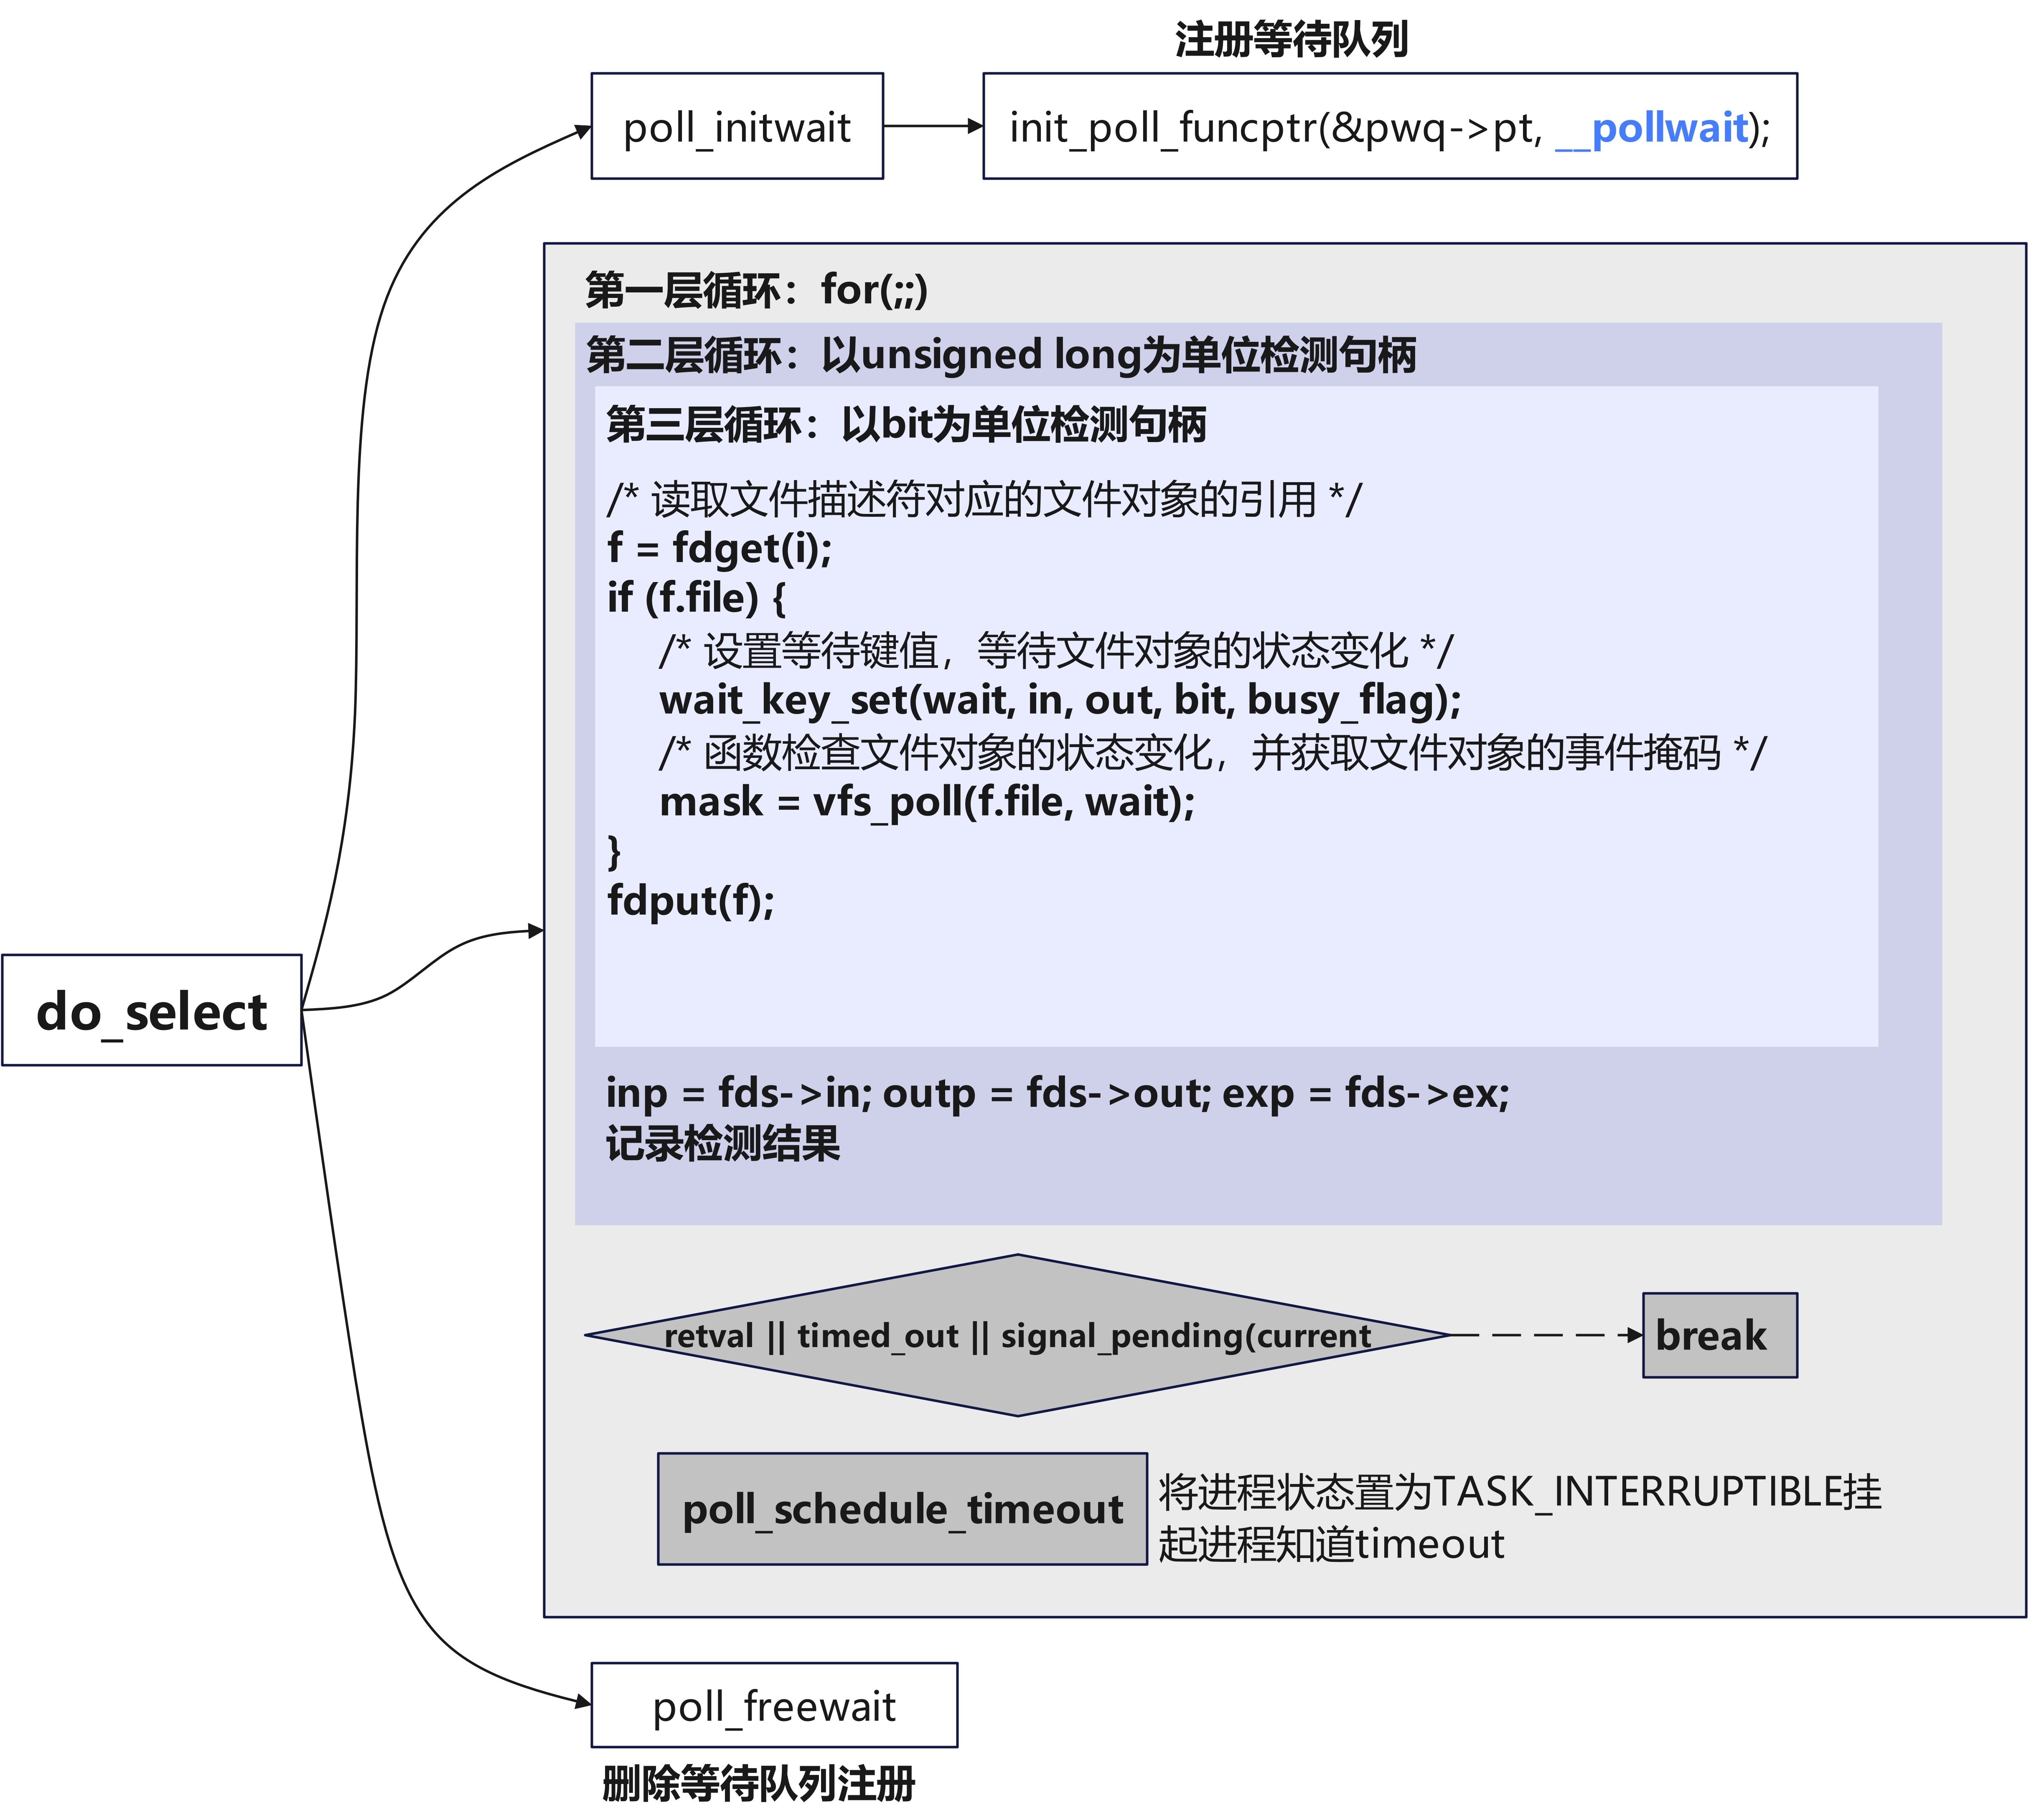 注册等待队列
poll_initwait
init_poll_funcptr(&pwq->pt, __pollwait);
第一层循环：for(;;)
第二层循环：以unsigned long为单位检测句柄
第三层循环：以bit为单位检测句柄
/* 读取文件描述符对应的文件对象的引用 */
f = fdget(i);
if (f.file) {
/* 设置等待键值，等待文件对象的状态变化 */
wait_key_set(wait, in, out, bit, busy_flag);
/* 函数检查文件对象的状态变化，并获取文件对象的事件掩码 */
mask = vfs_poll(f.file, wait);
}
fdput(f);
do_select
inp = fds->in; outp = fds->out; exp = fds->ex;
记录检测结果
retval || timed_out || signal_pending(current
break
poll_schedule_timeout
将进程状态置为TASK_INTERRUPTIBLE挂
起进程知道timeout
poll_freewait
删除等待队列注册